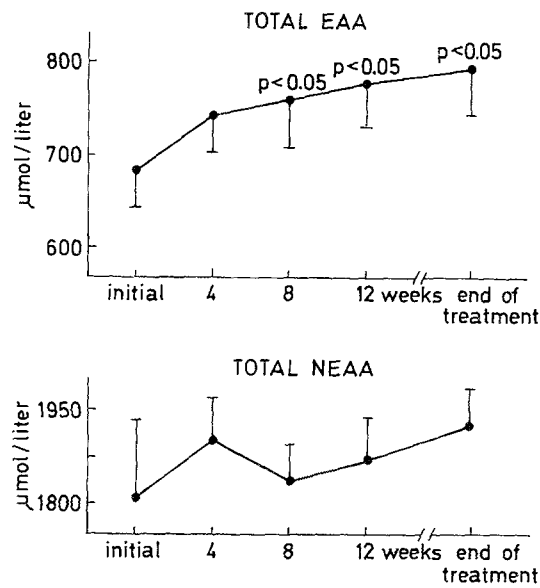 TOTAL EAA
800
700
600
μmol/liter
p<0.05
p<0.05
p<0.05
initial 4 8 12 weeks end of
treatment
TOTAL NEAA
1950
1800
μmol/liter
initial 4 8 12 weeks end of
treatment